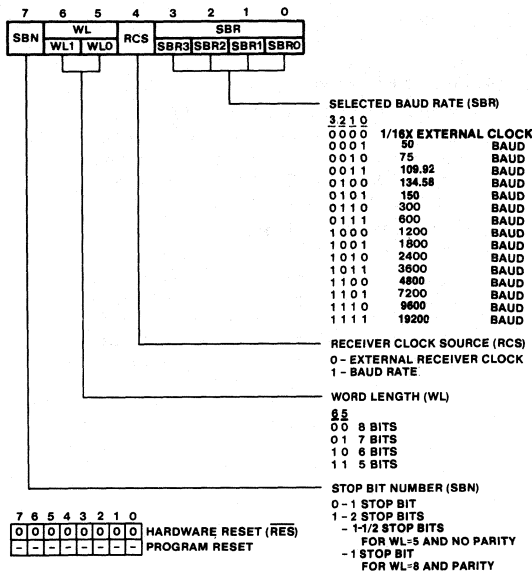 7 6 5 4 3 2 1 0
SBN WL RCS SBR
WL1 WL0 SBR3 SBR2 SBR1 SBR0
SELECTED BAUD RATE (SBR)
3 2 1 0
0 0 0 0 1/16X EXTERNAL CLOCK
0 0 0 1 50 BAUD
0 0 1 0 75 BAUD
0 0 1 1 109.92 BAUD
0 1 0 0 134.58 BAUD
0 1 0 1 150 BAUD
0 1 1 0 300 BAUD
0 1 1 1 600 BAUD
1 0 0 0 1200 BAUD
1 0 0 1 1800 BAUD
1 0 1 0 2400 BAUD
1 0 1 1 3600 BAUD
1 1 0 0 4800 BAUD
1 1 0 1 7200 BAUD
1 1 1 0 9600 BAUD
1 1 1 1 19200 BAUD
RECEIVER CLOCK SOURCE (RCS)
0 - EXTERNAL RECEIVER CLOCK
1 - BAUD RATE
WORD LENGTH (WL)
6 5
0 0 8 BITS
0 1 7 BITS
1 0 6 BITS
1 1 5 BITS
STOP BIT NUMBER (SBN)
0 - 1 STOP BIT
1 - 2 STOP BITS
- 1-1/2 STOP BITS
FOR WL=5 AND NO PARITY
- 1 STOP BIT
FOR WL=8 AND PARITY
7 6 5 4 3 2 1 0
0 0 0 0 0 0 0 0 HARDWARE RESET (RES)
- - - - - - - - PROGRAM RESET